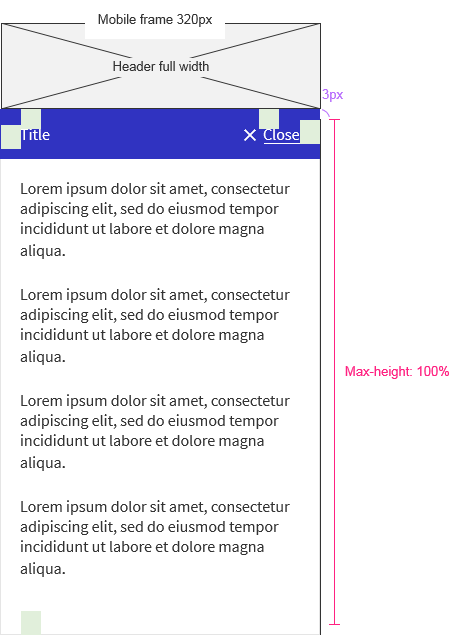 Mobile frame 320px
Header full width
3px
Title
Close
Lorem ipsum dolor sit amet, consectetur
adipiscing elit, sed do eiusmod tempor
incididunt ut labore et dolore magna
aliqua.
Lorem ipsum dolor sit amet, consectetur
adipiscing elit, sed do eiusmod tempor
incididunt ut labore et dolore magna
aliqua.
Max-height: 100%
Lorem ipsum dolor sit amet, consectetur
adipiscing elit, sed do eiusmod tempor
incididunt ut labore et dolore magna
aliqua.
Lorem ipsum dolor sit amet, consectetur
adipiscing elit, sed do eiusmod tempor
incididunt ut labore et dolore magna
aliqua.